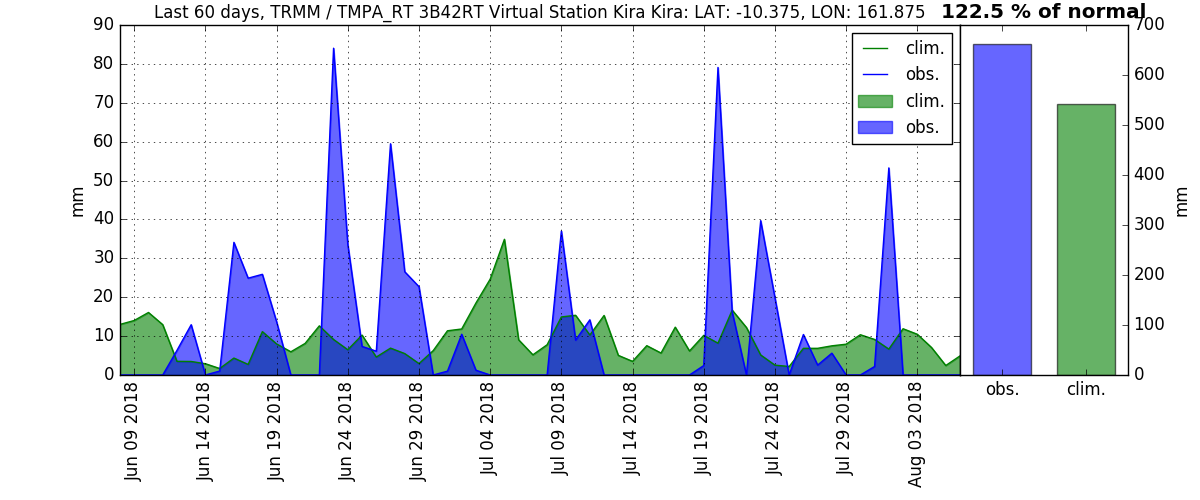 Last 60 days, TRMM / TMPA_RT 3B42RT Virtual Station Kira Kira: LAT: -10.375, LON: 161.875
122.5 % of normal
90
80
70
60
50
40
30
20
10
0
mm
clim.
obs.
clim.
obs.
Jun 09 2018
Jun 14 2018
Jun 19 2018
Jun 24 2018
Jun 29 2018
Jul 04 2018
Jul 09 2018
Jul 14 2018
Jul 19 2018
Jul 24 2018
Jul 29 2018
Aug 03 2018
700
600
500
400
300
200
100
0
mm
obs.
clim.